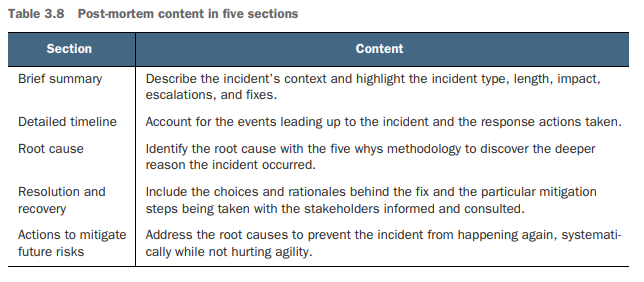 Table 3.8 Post-mortem content in five sections
Section Content
Brief summary Describe the incident's context and highlight the incident type, length, impact,
escalations, and fixes.
Detailed timeline Account for the events leading up to the incident and the response actions taken.
Root cause Identify the root cause with the five whys methodology to discover the deeper
reason the incident occurred.
Resolution and Include the choices and rationales behind the fix and the particular mitigation
recovery steps being taken with the stakeholders informed and consulted.
Actions to mitigate Address the root causes to prevent the incident from happening again, systemati-
future risks cally while not hurting agility.